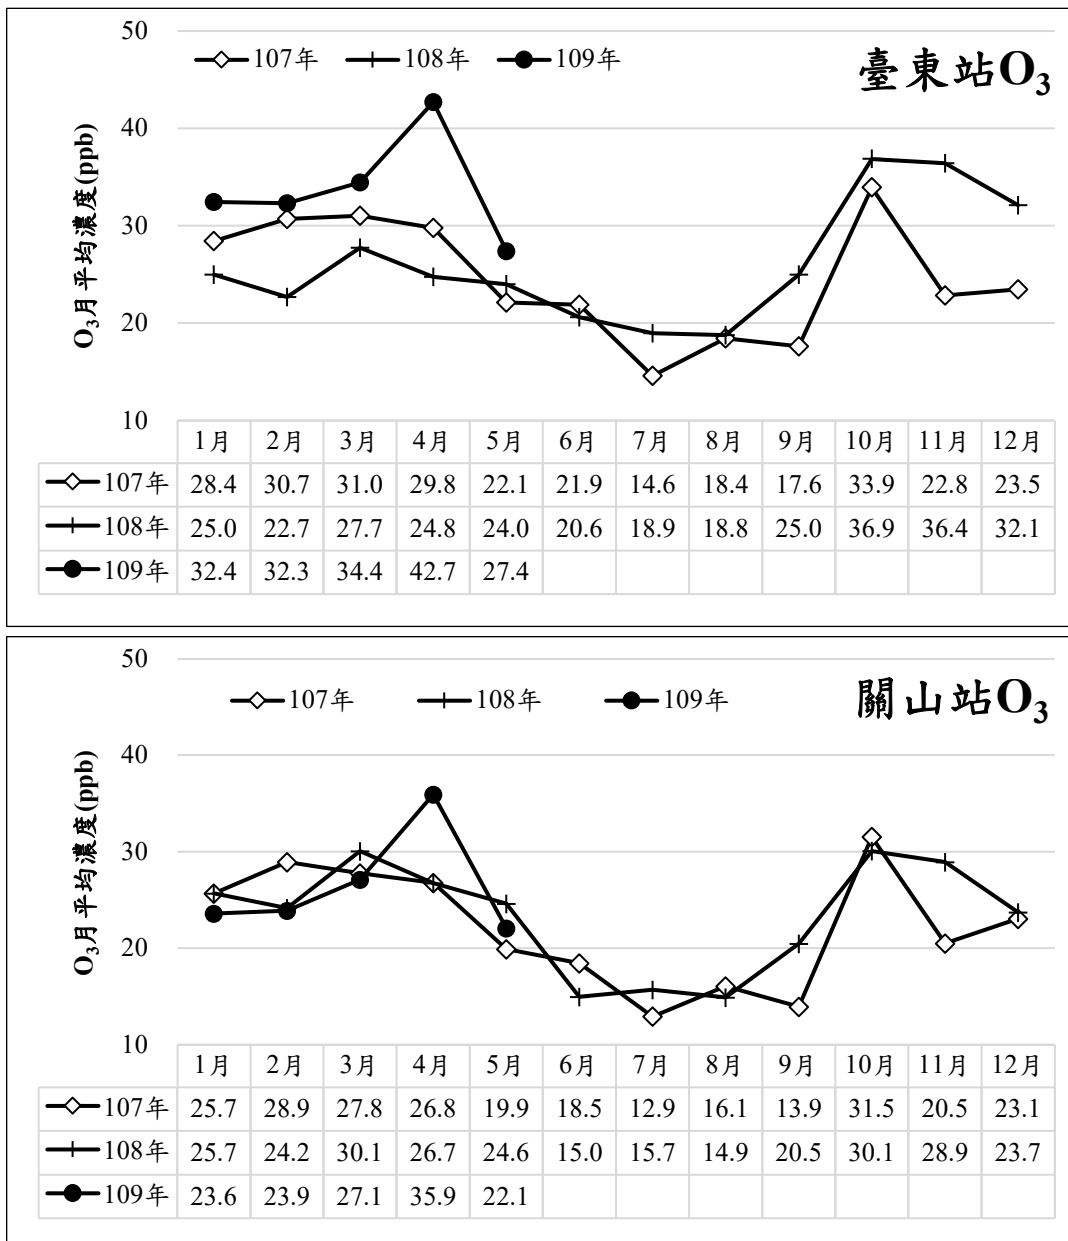 臺東站O₃
107年 108年 109年
O₃月平均濃度(ppb)
50
40
30
20
10
1月 2月 3月 4月 5月 6月 7月 8月 9月 10月 11月 12月
107年 28.4 30.7 31.0 29.8 22.1 21.9 14.6 18.4 17.6 33.9 22.8 23.5
108年 25.0 22.7 27.7 24.8 24.0 20.6 18.9 18.8 25.0 36.9 36.4 32.1
109年 32.4 32.3 34.4 42.7 27.4
關山站O₃
107年 108年 109年
O₃月平均濃度(ppb)
50
40
30
20
10
1月 2月 3月 4月 5月 6月 7月 8月 9月 10月 11月 12月
107年 25.7 28.9 27.8 26.8 19.9 18.5 12.9 16.1 13.9 31.5 20.5 23.1
108年 25.7 24.2 30.1 26.7 24.6 15.0 15.7 14.9 20.5 30.1 28.9 23.7
109年 23.6 23.9 27.1 35.9 22.1